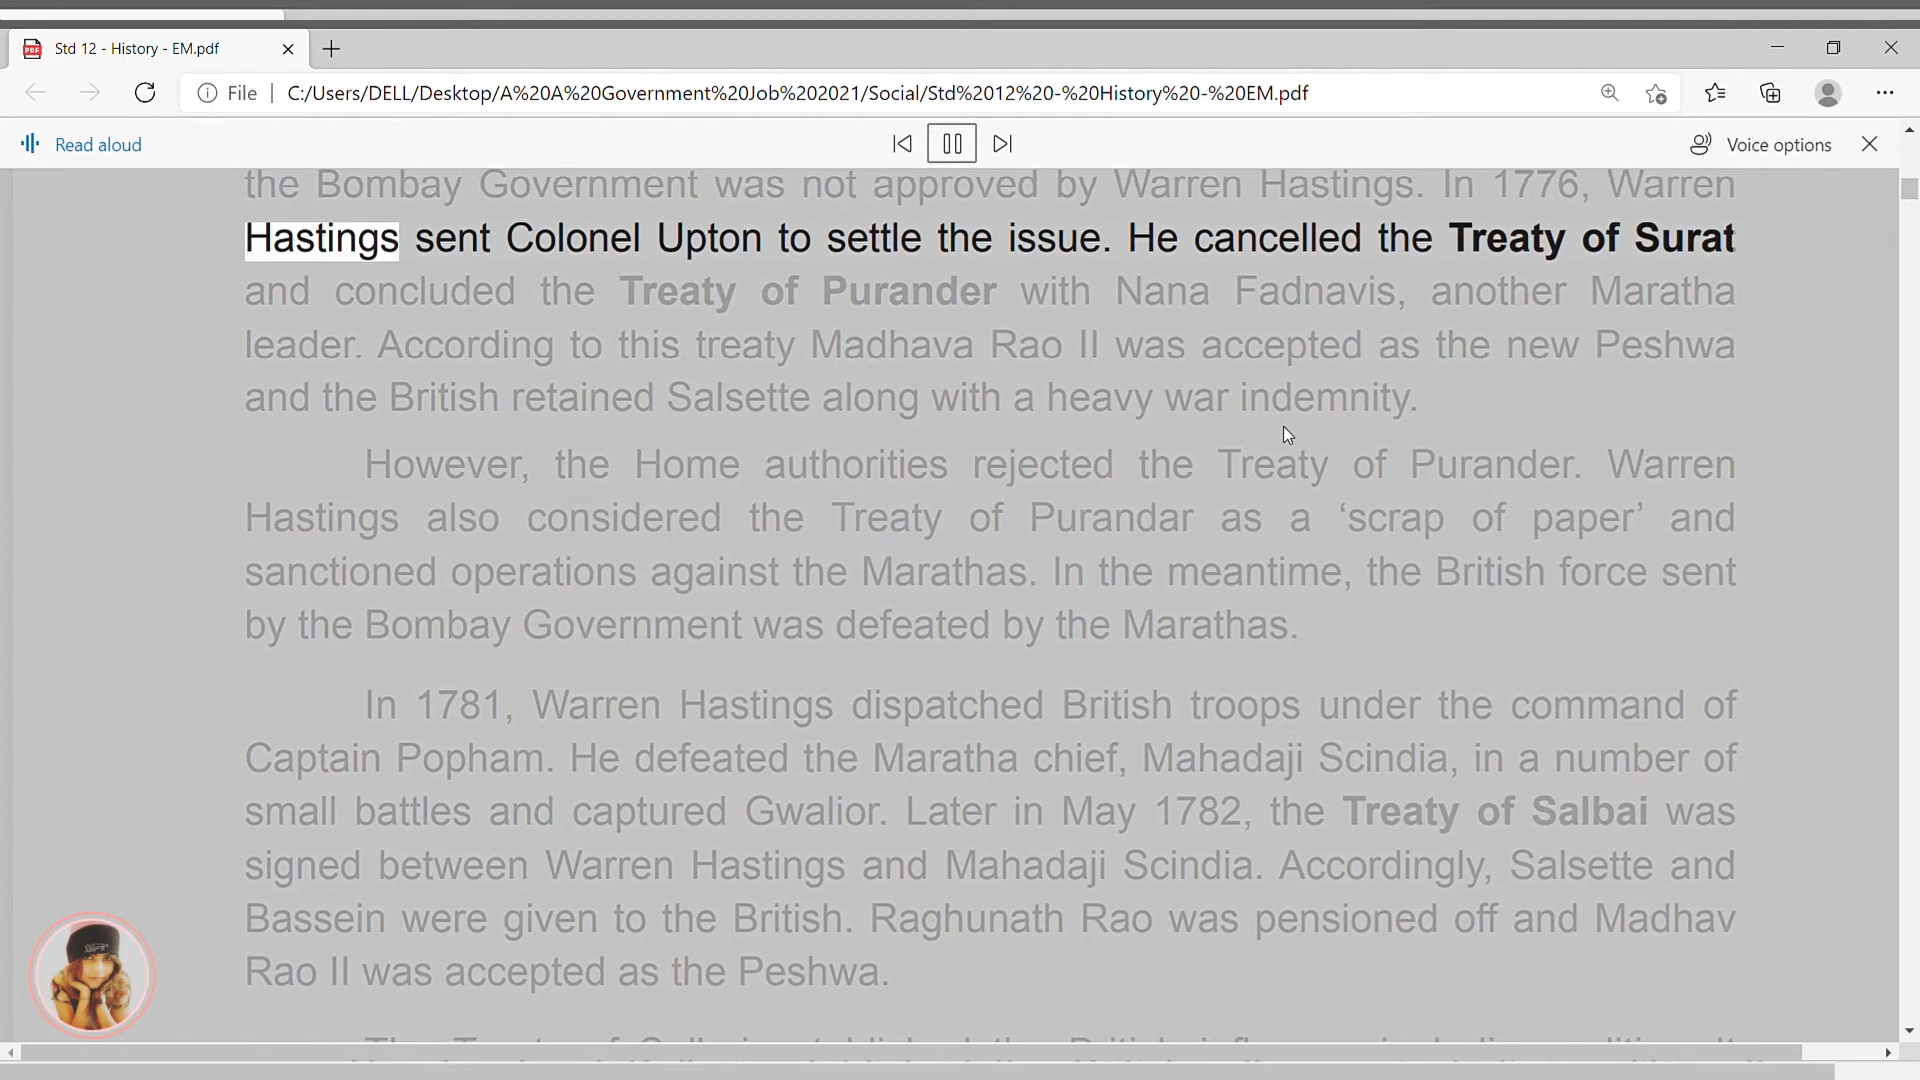 Std 12 - History - EM.pdf
File
C:/Users/DELL/Desktop/A%20A%20Government%20Job%202021/Social/Std%2012%20-%20History%20-%20EM.pdf
Read aloud
Voice options
the Bombay Government was not approved by Warren Hastings. In 1776, Warren
Hastings sent Colonel Upton to settle the issue. He cancelled the Treaty of Surat
and concluded the Treaty of Purander with Nana Fadnavis, another Maratha
leader. According to this treaty Madhava Rao II was accepted as the new Peshwa
and the British retained Salsette along with a heavy war indemnity.
However, the Home authorities rejected the Treaty of Purander. Warren
Hastings also considered the Treaty of Purandar as a ‘scrap of paper’ and
sanctioned operations against the Marathas. In the meantime, the British force sent
by the Bombay Government was defeated by the Marathas.
In 1781, Warren Hastings dispatched British troops under the command of
Captain Popham. He defeated the Maratha chief, Mahadaji Scindia, in a number of
small battles and captured Gwalior. Later in May 1782, the Treaty of Salbai was
signed between Warren Hastings and Mahadaji Scindia. Accordingly, Salsette and
Bassein were given to the British. Raghunath Rao was pensioned off and Madhav
Rao II was accepted as the Peshwa.